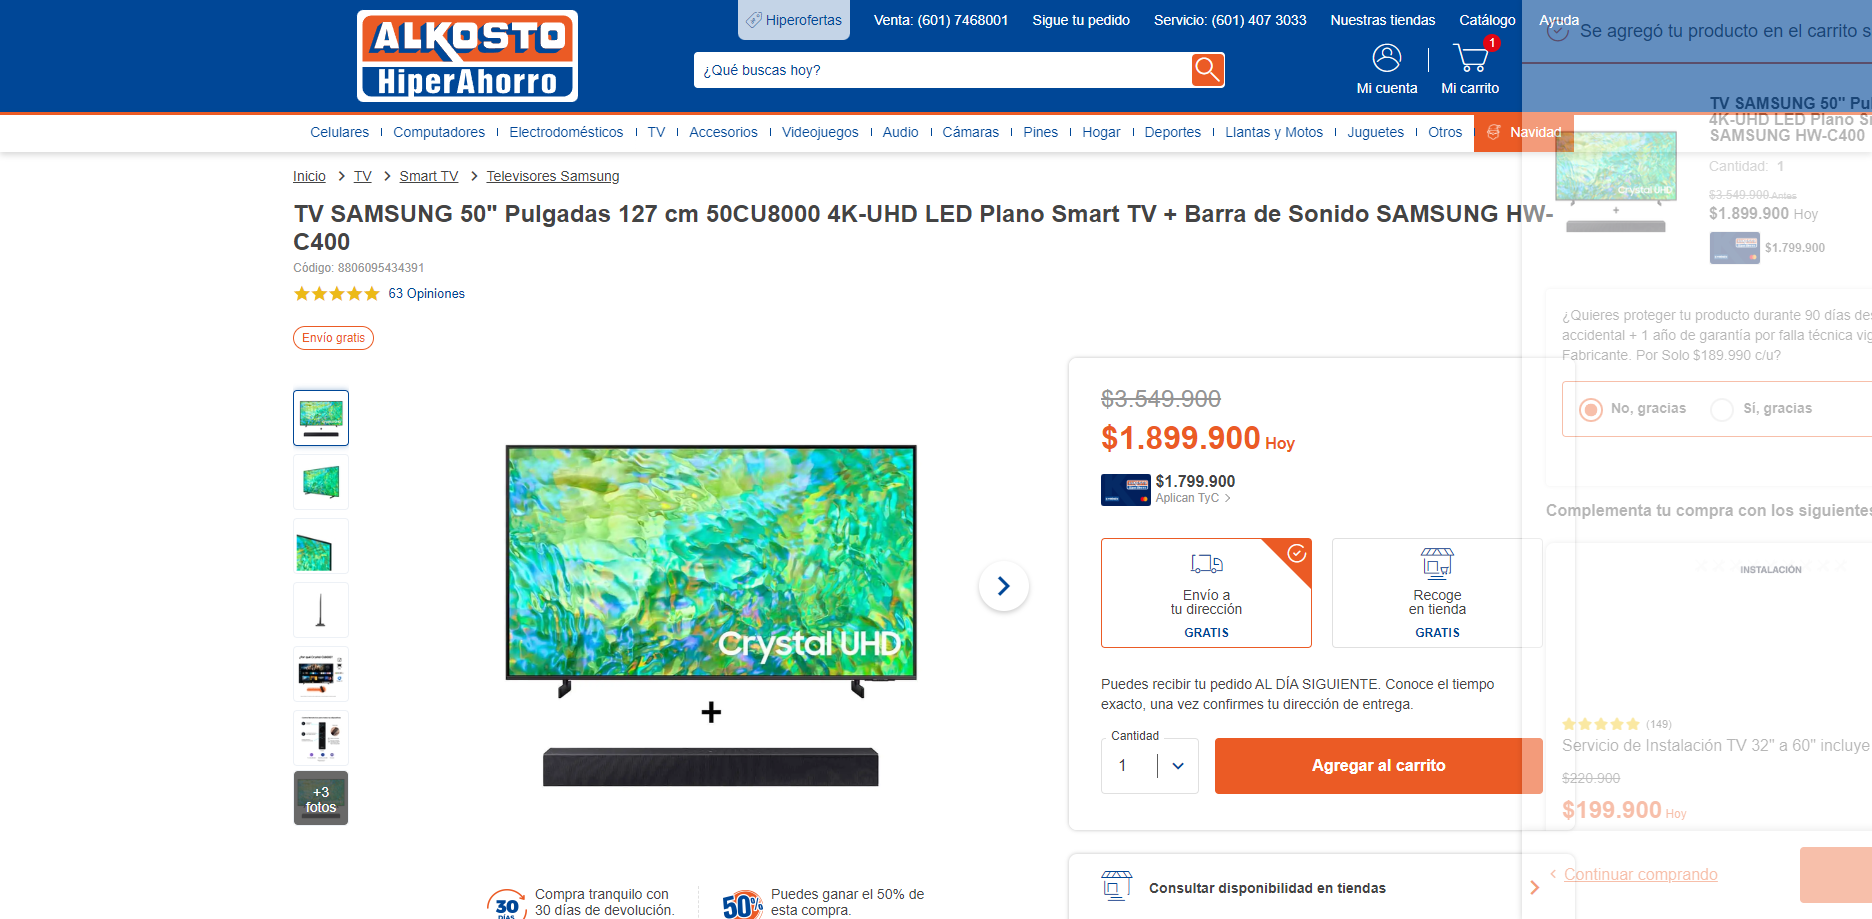 ALKOSTO
HiperAhorro
Hiperofertas
Venta: (601) 7468001
Sigue tu pedido
Servicio: (601) 407 3033
Nuestras tiendas
Catálogo
Ayuda
¿Qué buscas hoy?
Mi cuenta
1
Mi carrito
Celulares
Computadores
Electrodomésticos
TV
Accesorios
Videojuegos
Audio
Cámaras
Pines
Hogar
Deportes
Llantas y Motos
Juguetes
Otros
Navidad
Inicio > TV > Smart TV > Televisores Samsung
TV SAMSUNG 50" Pulgadas 127 cm 50CU8000 4K-UHD LED Plano Smart TV + Barra de Sonido SAMSUNG HW-
C400
Código: 8806095434391
63 Opiniones
Envío gratis
+3
fotos
Crystal UHD
+
30
DÍAS
Compra tranquilo con
30 días de devolución.
50%
Puedes ganar el 50% de
esta compra.
$3.549.900
$1.899.900 Hoy
$1.799.900
Aplican TyC >
Envío a
tu dirección
GRATIS
Recoge
en tienda
GRATIS
Puedes recibir tu pedido AL DÍA SIGUIENTE. Conoce el tiempo
exacto, una vez confirmes tu dirección de entrega.
Cantidad
1
Agregar al carrito
Consultar disponibilidad en tiendas
Se agregó tu producto en el carrito s
TV SAMSUNG 50" Pu
4K-UHD LED Plano S
SAMSUNG HW-C400
Crystal UHD
+
Cantidad: 1
$3.549.900 Antes
$1.899.900 Hoy
$1.799.900
¿Quieres proteger tu producto durante 90 días de
accidental + 1 año de garantía por falla técnica vig
Fabricante. Por Solo $189.990 c/u?
No, gracias
Sí, gracias
Complementa tu compra con los siguientes
INSTALACIÓN
(149)
Servicio de Instalación TV 32" a 60" incluye
$220.900
$199.900 Hoy
Continuar comprando